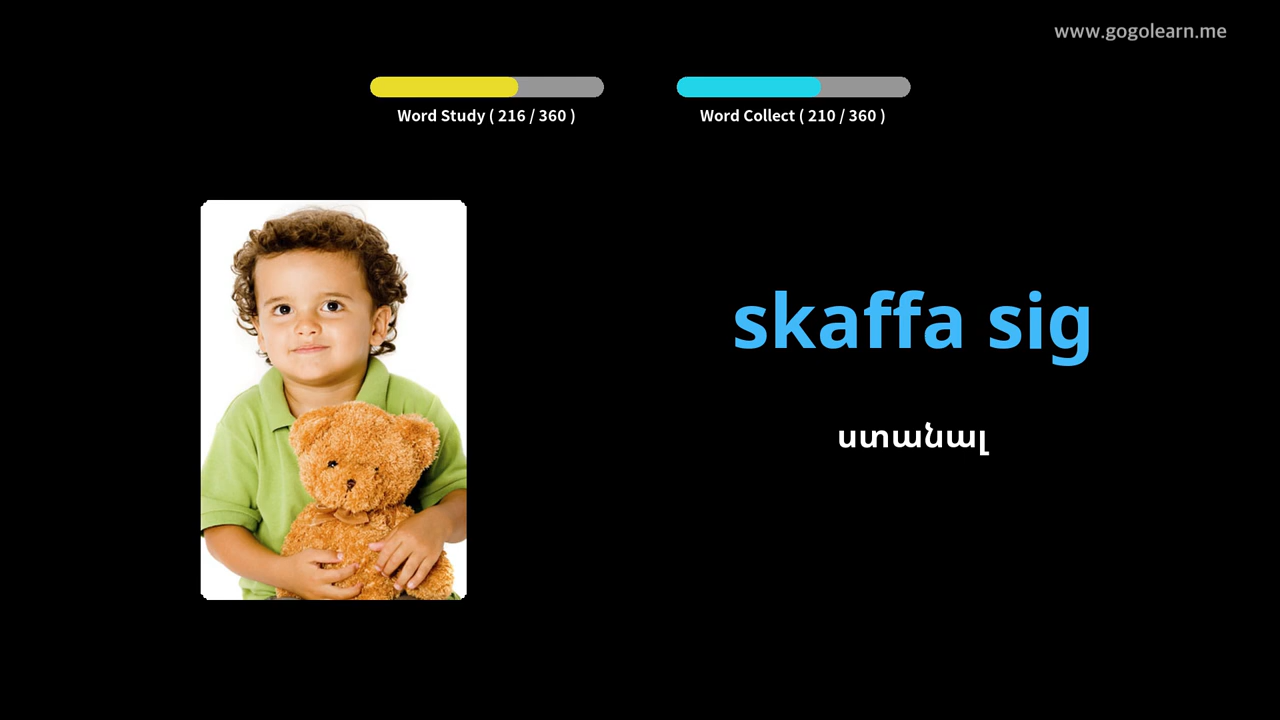 www.gogolearn.me
Word Study ( 216 / 360 )
Word Collect ( 210 / 360 )
skaffa sig
ստանալ